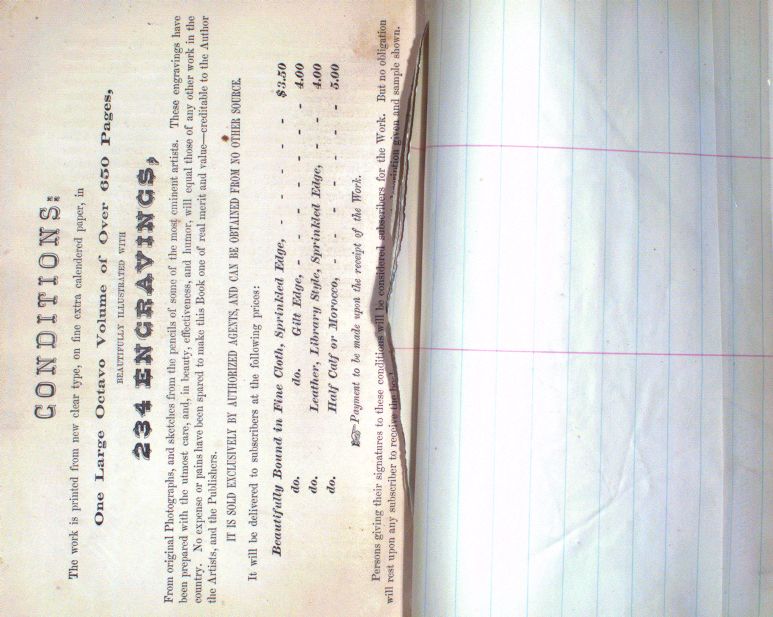 CONDITIONS:
The work is printed from new clear type, on fine extra calendered paper, in
One Large Octavo Volume of Over 650 Pages,
BEAUTIFULLY ILLUSTRATED WITH
234 ENGRAVINGS,
From original Photographs, and sketches from the pencils of some of the most eminent artists. These engravings have
been prepared with the utmost care, and, in beauty, effectiveness, and humor, will equal those of any other work in the
country. No expense or pains have been spared to make this Book one of real merit and value—creditable to the Author
the Artists, and the Publishers.
IT IS SOLD EXCLUSIVELY BY AUTHORIZED AGENTS, AND CAN BE OBTAINED FROM NO OTHER SOURCE.
It will be delivered to subscribers at the following prices:
Beautifully Bound in Fine Cloth, Sprinkled Edge, - - - - - - $3.50
do. do. Gilt Edge, - - - - - - - 4.00
do. Leather, Library Style, Sprinkled Edge, - - 4.00
do. Half Calf or Morocco, - - - - - - - 5.00
☞Payment to be made upon the receipt of the Work.
Persons giving their signatures to these conditions will be considered subscribers for the Work. But no obligation
will rest upon any subscriber to receive the given and sample shown.